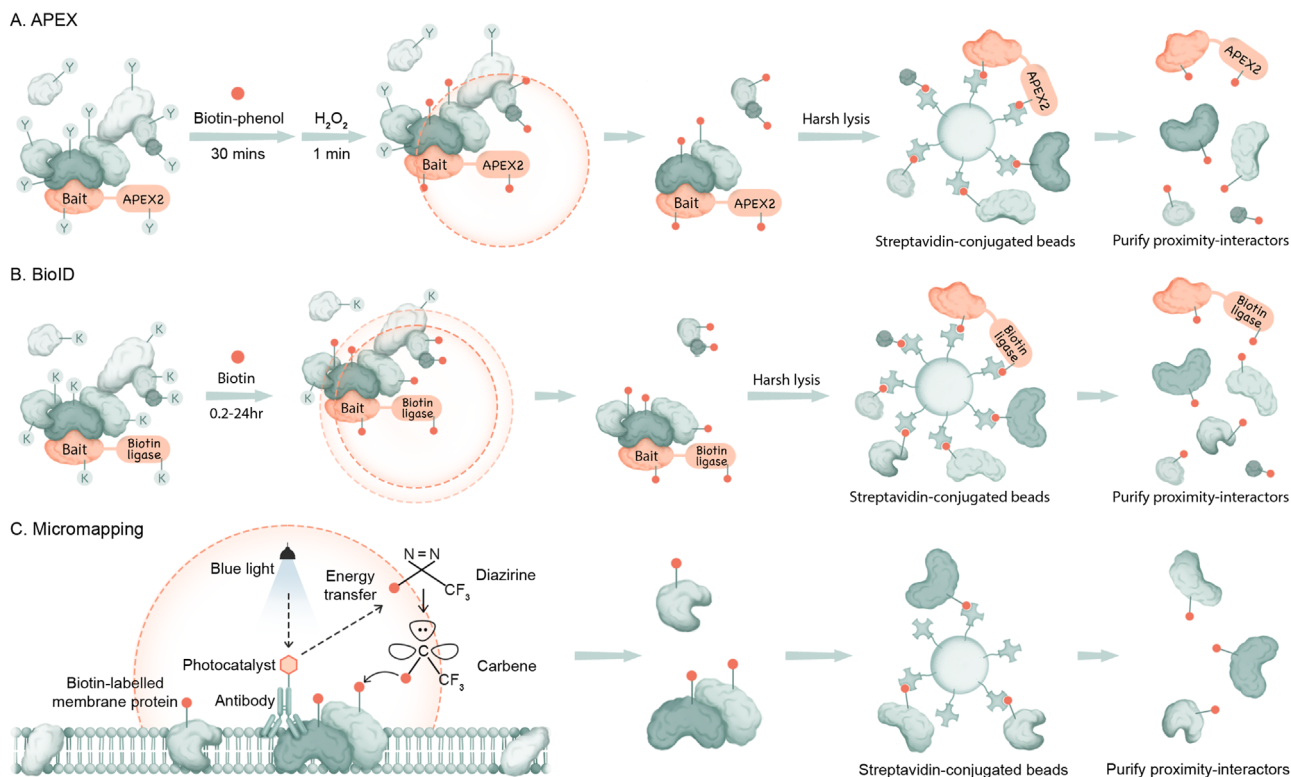 A. APEX
Y
Y
Y
Y
Y
Y
Y
Y
Y
Bait
APEX2
Biotin-phenol
30 mins
H₂O₂
1 min
Y
Y
Y
Y
Bait
APEX2
Bait
APEX2
Harsh lysis
APEX2
Streptavidin-conjugated beads
APEX2
Purify proximity-interactors
B. BioID
K
K
K
K
K
K
K
K
K
K
Bait
Biotin
ligase
Biotin
0.2-24hr
K
K
Bait
Biotin
ligase
Bait
Biotin
ligase
Harsh lysis
Biotin
ligase
Streptavidin-conjugated beads
Biotin
ligase
Purify proximity-interactors
C. Micromapping
Blue light
Energy
transfer
N = N
CF₃
Diazirine
Photocatalyst
C
CF₃
Carbene
Biotin-labelled
membrane protein
Antibody
Streptavidin-conjugated beads
Purify proximity-interactors